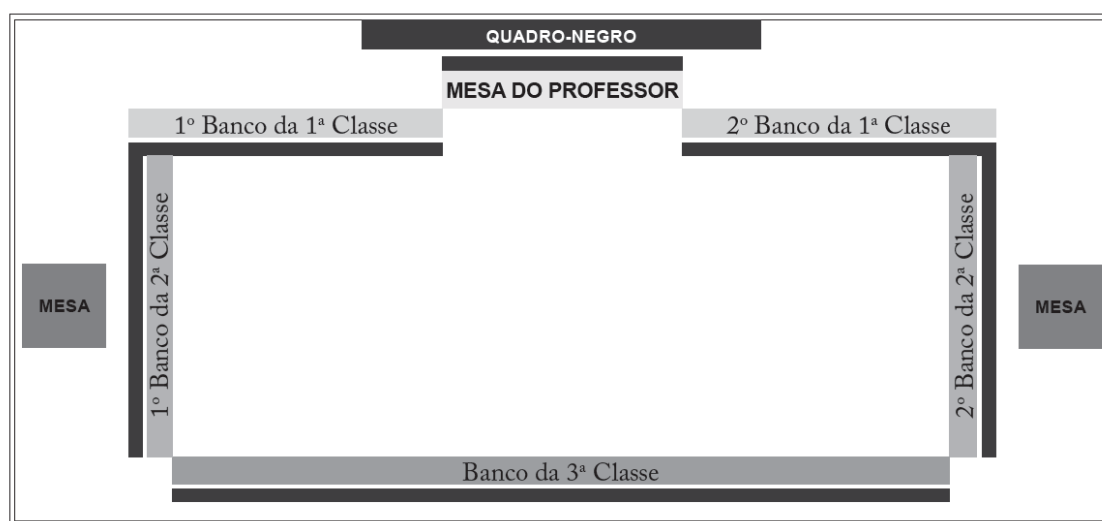 QUADRO-NEGRO
MESA DO PROFESSOR
1º Banco da 1ª Classe
2º Banco da 1ª Classe
1º Banco da 2ª Classe
2º Banco da 2ª Classe
MESA
MESA
Banco da 3ª Classe